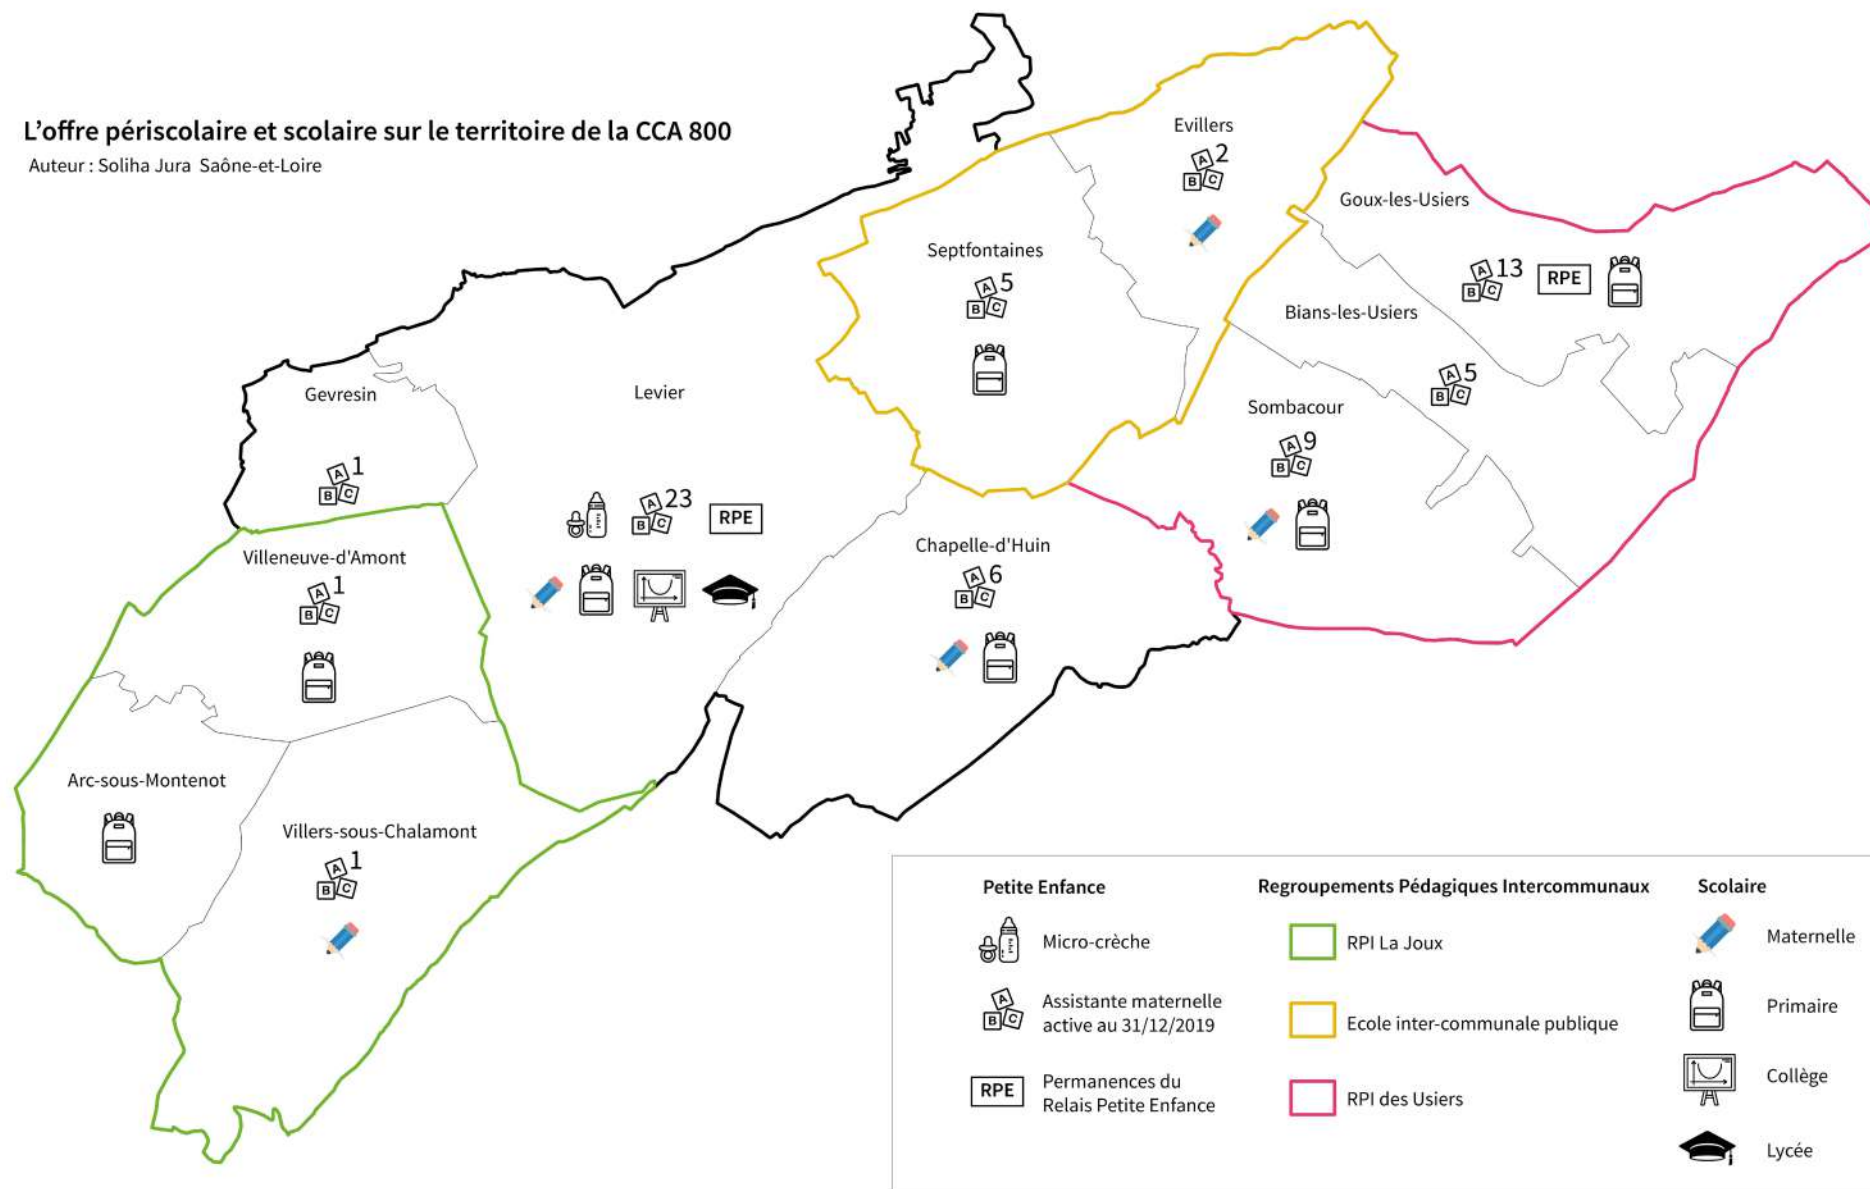 L'offre périscolaire et scolaire sur le territoire de la CCA 800
Auteur : Soliha Jura Saône-et-Loire
Evillers
A B C 2
Goux-les-Usiers
A B C 13
RPE
Septfontaines
A B C 5
Bians-les-Usiers
A B C 5
Gevresin
A B C 1
Levier
A B C 23
RPE
Sombacour
A B C 9
Chapelle-d'Huin
A B C 6
Villeneuve-d'Amont
A B C 1
Arc-sous-Montenot
Villers-sous-Chalamont
A B C 1
Petite Enfance
Micro-crèche
A B C
Assistante maternelle
active au 31/12/2019
RPE
Permanences du
Relais Petite Enfance
Regroupements Pédagiques Intercommunaux
RPI La Joux
Ecole inter-communale publique
RPI des Usiers
Scolaire
Maternelle
Primaire
Collège
Lycée